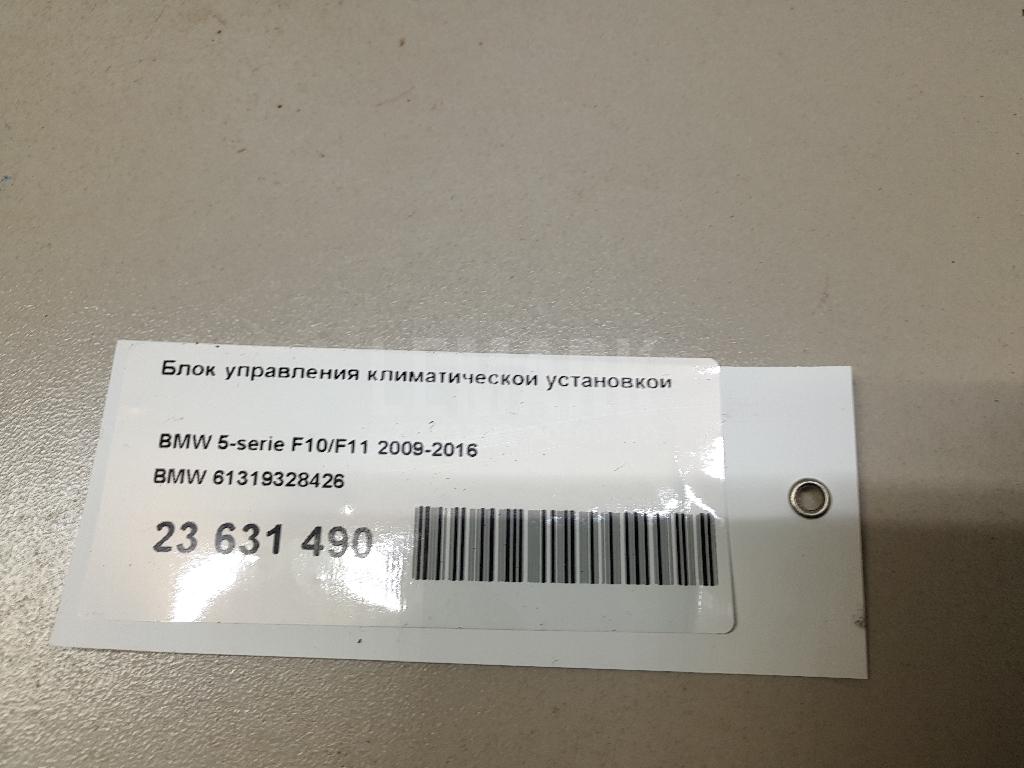 Блок управления климатической установкой
BMW 5-serie F10/F11 2009-2016
BMW 61319328426
23 631 490